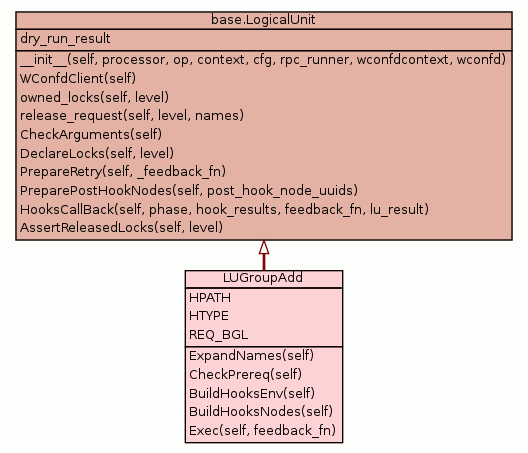 base.LogicalUnit
dry_run_result
__init__(self, processor, op, context, cfg, rpc_runner, wconfdcontext, wconfd)
WConfdClient(self)
owned_locks(self, level)
release_request(self, level, names)
CheckArguments(self)
DeclareLocks(self, level)
PrepareRetry(self, _feedback_fn)
PreparePostHookNodes(self, post_hook_node_uuids)
HooksCallBack(self, phase, hook_results, feedback_fn, lu_result)
AssertReleasedLocks(self, level)
LUGroupAdd
HPATH
HTYPE
REQ_BGL
ExpandNames(self)
CheckPrereq(self)
BuildHooksEnv(self)
BuildHooksNodes(self)
Exec(self, feedback_fn)